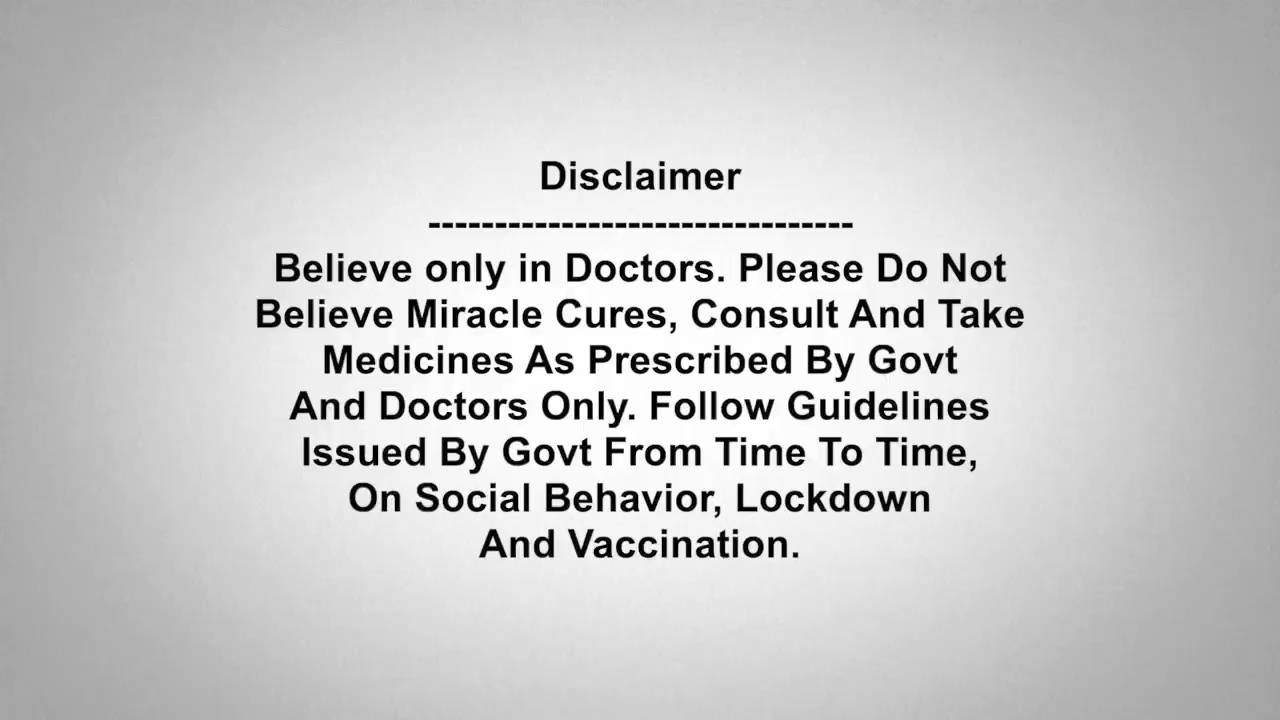 Disclaimer
--------------------------------
Believe only in Doctors. Please Do Not
Believe Miracle Cures, Consult And Take
Medicines As Prescribed By Govt
And Doctors Only. Follow Guidelines
Issued By Govt From Time To Time,
On Social Behavior, Lockdown
And Vaccination.